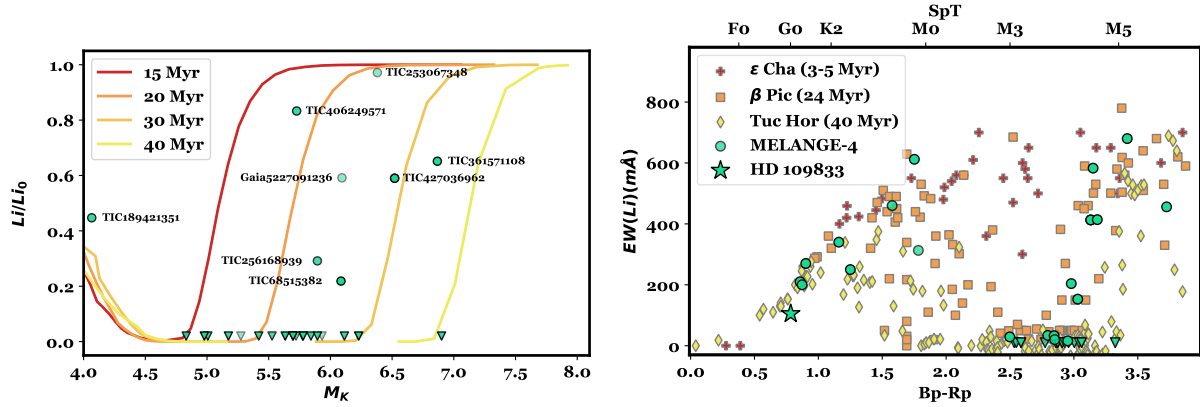 15 Myr
20 Myr
30 Myr
40 Myr
TIC253067348
TIC406249571
TIC361571108
Gaia5227091236
TIC427036962
TIC189421351
TIC256168939
TIC68515382
1.0
0.8
0.6
0.4
0.2
0.0
Li/Li₀
4.0 4.5 5.0 5.5 6.0 6.5 7.0 7.5 8.0
M_K
SpT
F0 G0 K2 M0 M3 M5
ε Cha (3-5 Myr)
β Pic (24 Myr)
Tuc Hor (40 Myr)
MELANGE-4
HD 109833
800
600
400
200
0
EW(Li)(mÅ)
0.0 0.5 1.0 1.5 2.0 2.5 3.0 3.5
Bp-Rp